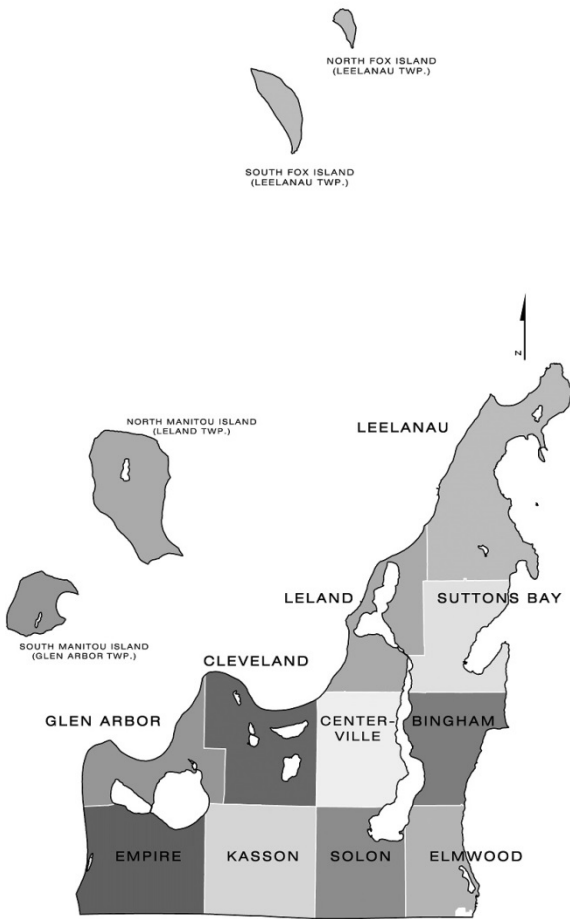 NORTH FOX ISLAND
(LEELANAU TWP.)
SOUTH FOX ISLAND
(LEELANAU TWP.)
N
NORTH MANITOU ISLAND
(LELAND TWP.)
LEELANAU
LELAND
SUTTONS BAY
SOUTH MANITOU ISLAND
(GLEN ARBOR TWP.)
CLEVELAND
GLEN ARBOR
CENTER-
VILLE
BINGHAM
EMPIRE
KASSON
SOLON
ELMWOOD